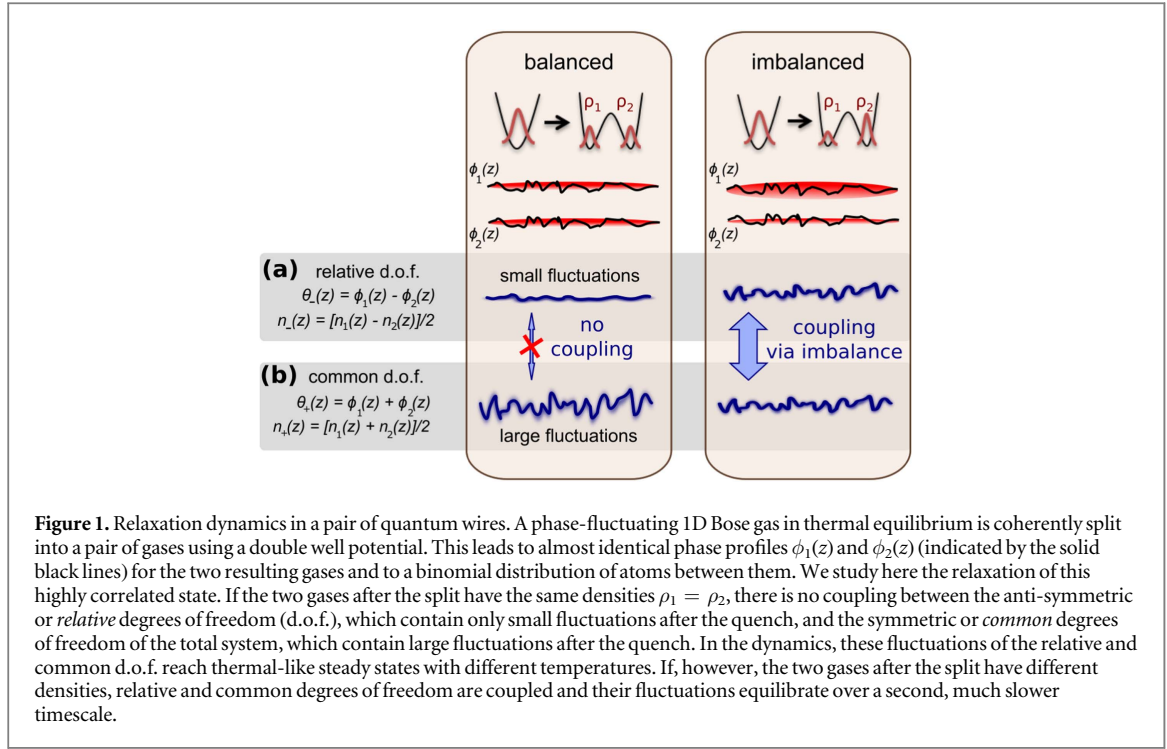 balanced
imbalanced
ρ₁ ρ₂
ρ₁ ρ₂
ϕ₁(z)
ϕ₁(z)
ϕ₂(z)
ϕ₂(z)
(a) relative d.o.f.
θ₋(z) = ϕ₁(z) - ϕ₂(z)
n₋(z) = [n₁(z) - n₂(z)]/2
small fluctuations
no
coupling
coupling
via imbalance
(b) common d.o.f.
θ₊(z) = ϕ₁(z) + ϕ₂(z)
n₊(z) = [n₁(z) + n₂(z)]/2
large fluctuations
Figure 1. Relaxation dynamics in a pair of quantum wires. A phase-fluctuating 1D Bose gas in thermal equilibrium is coherently split
into a pair of gases using a double well potential. This leads to almost identical phase profiles ϕ₁(z) and ϕ₂(z) (indicated by the solid
black lines) for the two resulting gases and to a binomial distribution of atoms between them. We study here the relaxation of this
highly correlated state. If the two gases after the split have the same densities ρ₁ = ρ₂, there is no coupling between the anti-symmetric
or relative degrees of freedom (d.o.f.), which contain only small fluctuations after the quench, and the symmetric or common degrees
of freedom of the total system, which contain large fluctuations after the quench. In the dynamics, these fluctuations of the relative and
common d.o.f. reach thermal-like steady states with different temperatures. If, however, the two gases after the split have different
densities, relative and common degrees of freedom are coupled and their fluctuations equilibrate over a second, much slower
timescale.